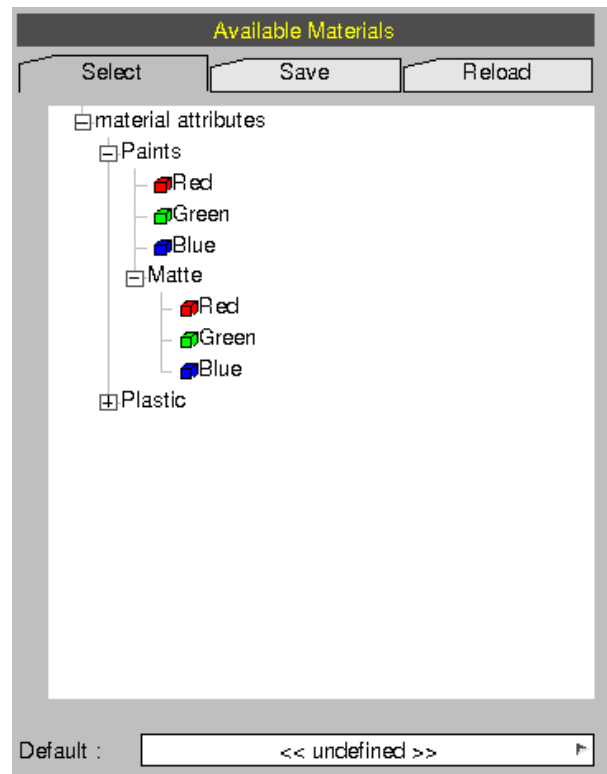 Available Materials
Select Save Reload
material attributes
Paints
Red
Green
Blue
Matte
Red
Green
Blue
Plastic
Default : << undefined >>